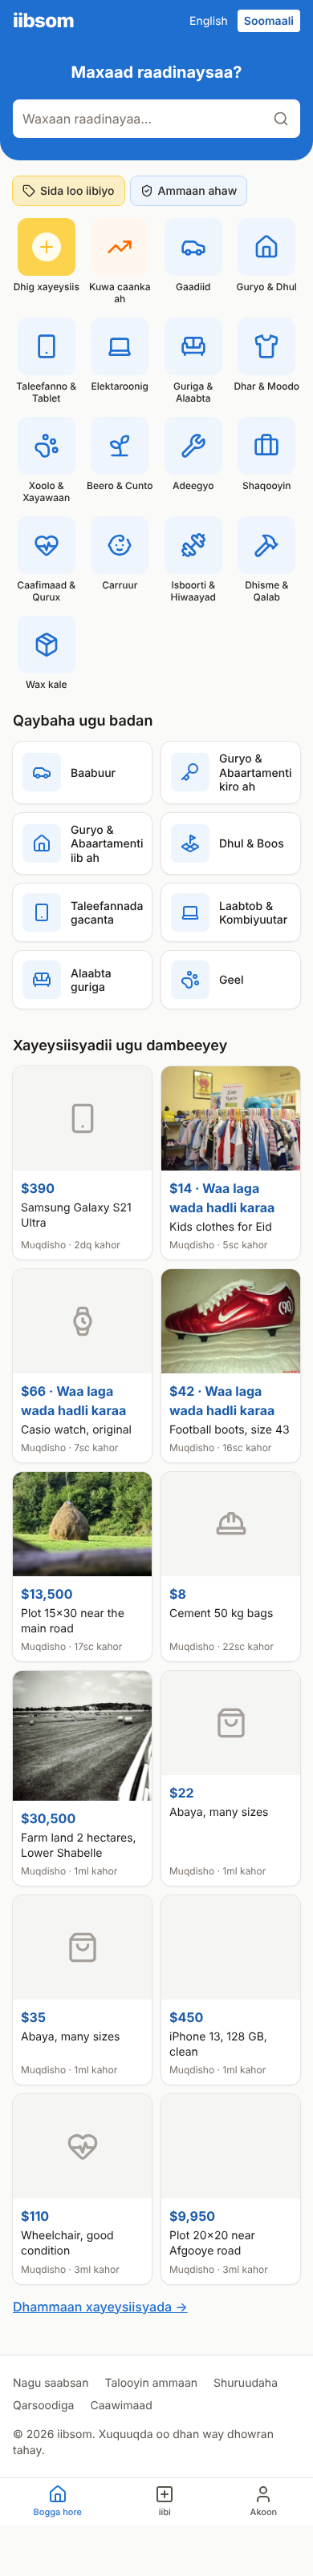 iibsom
English
Soomaali
Maxaad raadinaysaa?
Waxaan raadinayaa...
Sida loo iibiyo
Ammaan ahaw
Dhig xayeysiis
Kuwa caanka
ah
Gaadiid
Guryo & Dhul
Taleefanno &
Tablet
Elektaroonig
Guriga &
Alaabta
Dhar & Moodo
Xoolo &
Xayawaan
Beero & Cunto
Adeegyo
Shaqooyin
Caafimaad &
Qurux
Carruur
Isboorti &
Hiwaayad
Dhisme &
Qalab
Wax kale
Qaybaha ugu badan
Baabuur
Guryo &
Abaartamenti
kiro ah
Guryo &
Abaartamenti
iib ah
Dhul & Boos
Taleefannada
gacanta
Laabtob &
Kombiyuutar
Alaabta
guriga
Geel
Xayeysiisyadii ugu dambeeyey
$390
Samsung Galaxy S21
Ultra
Muqdisho · 2dq kahor
$14 · Waa laga
wada hadli karaa
Kids clothes for Eid
Muqdisho · 5sc kahor
$66 · Waa laga
wada hadli karaa
Casio watch, original
Muqdisho · 7sc kahor
$42 · Waa laga
wada hadli karaa
Football boots, size 43
Muqdisho · 16sc kahor
$13,500
Plot 15×30 near the
main road
Muqdisho · 17sc kahor
$8
Cement 50 kg bags
Muqdisho · 22sc kahor
$30,500
Farm land 2 hectares,
Lower Shabelle
Muqdisho · 1ml kahor
$22
Abaya, many sizes
Muqdisho · 1ml kahor
$35
Abaya, many sizes
Muqdisho · 1ml kahor
$450
iPhone 13, 128 GB,
clean
Muqdisho · 1ml kahor
$110
Wheelchair, good
condition
Muqdisho · 3ml kahor
$9,950
Plot 20×20 near
Afgooye road
Muqdisho · 3ml kahor
Dhammaan xayeysiisyada →
Nagu saabsan
Talooyin ammaan
Shuruudaha
Qarsoodiga
Caawimaad
© 2026 iibsom. Xuquuqda oo dhan way dhowran
tahay.
Bogga hore
iibi
Akoon